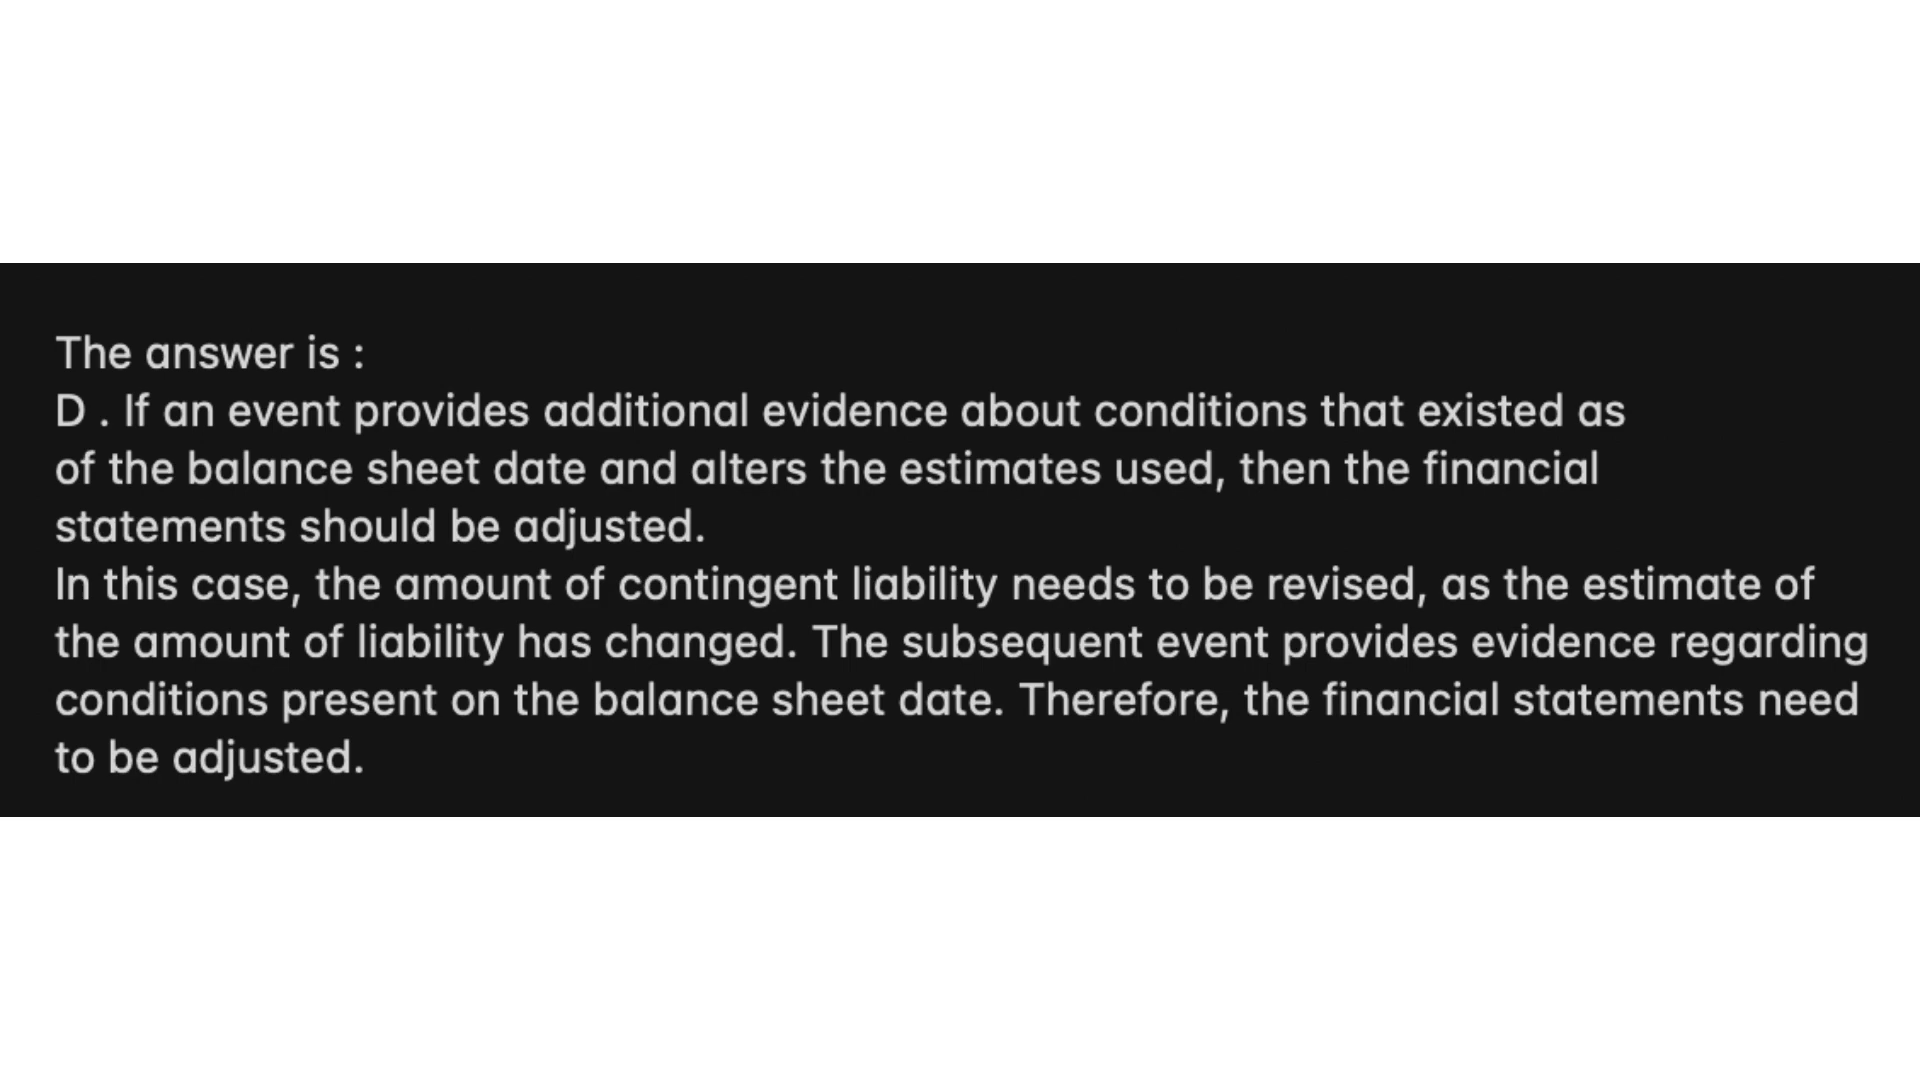 The answer is :
D . If an event provides additional evidence about conditions that existed as
of the balance sheet date and alters the estimates used, then the financial
statements should be adjusted.
In this case, the amount of contingent liability needs to be revised, as the estimate of
the amount of liability has changed. The subsequent event provides evidence regarding
conditions present on the balance sheet date. Therefore, the financial statements need
to be adjusted.